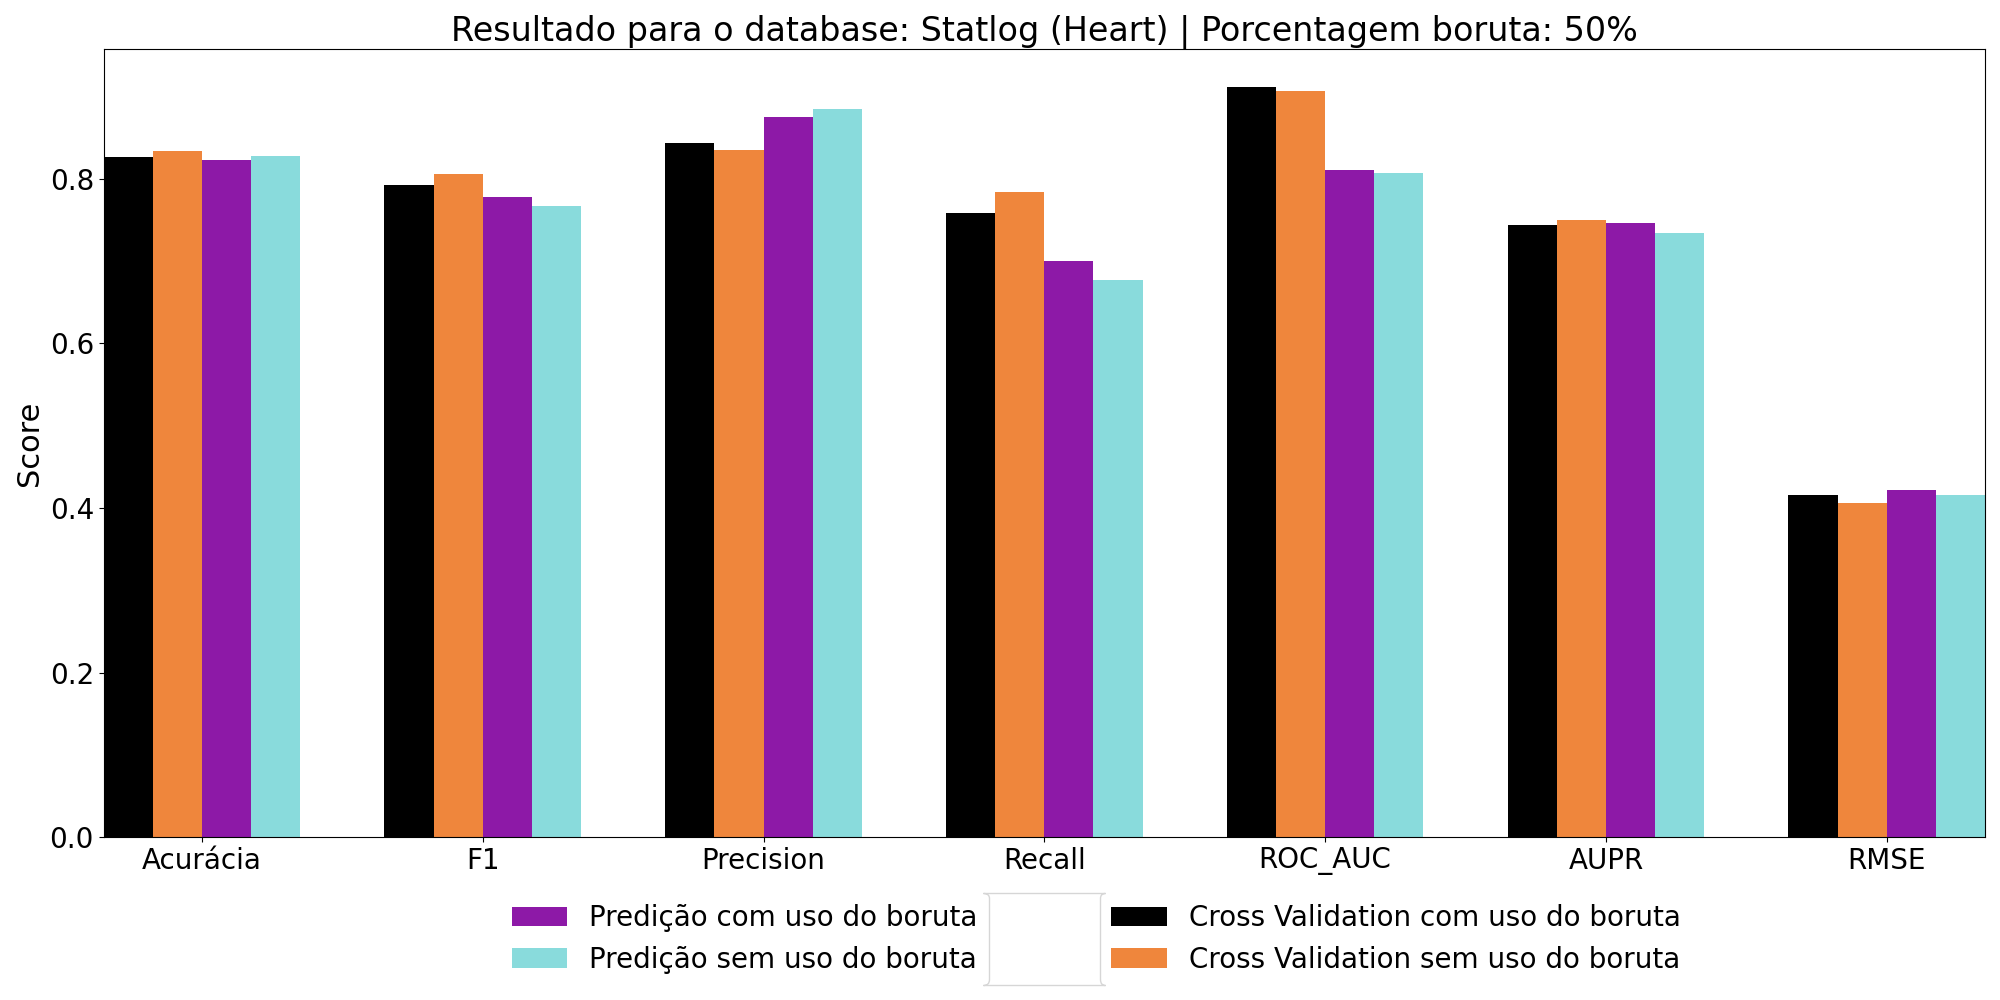 Resultado para o database: Statlog (Heart) | Porcentagem boruta: 50%
Score
0.8
0.6
0.4
0.2
0.0
Acurácia F1 Precision Recall ROC_AUC AUPR RMSE
Predição com uso do boruta
Predição sem uso do boruta
Cross Validation com uso do boruta
Cross Validation sem uso do boruta